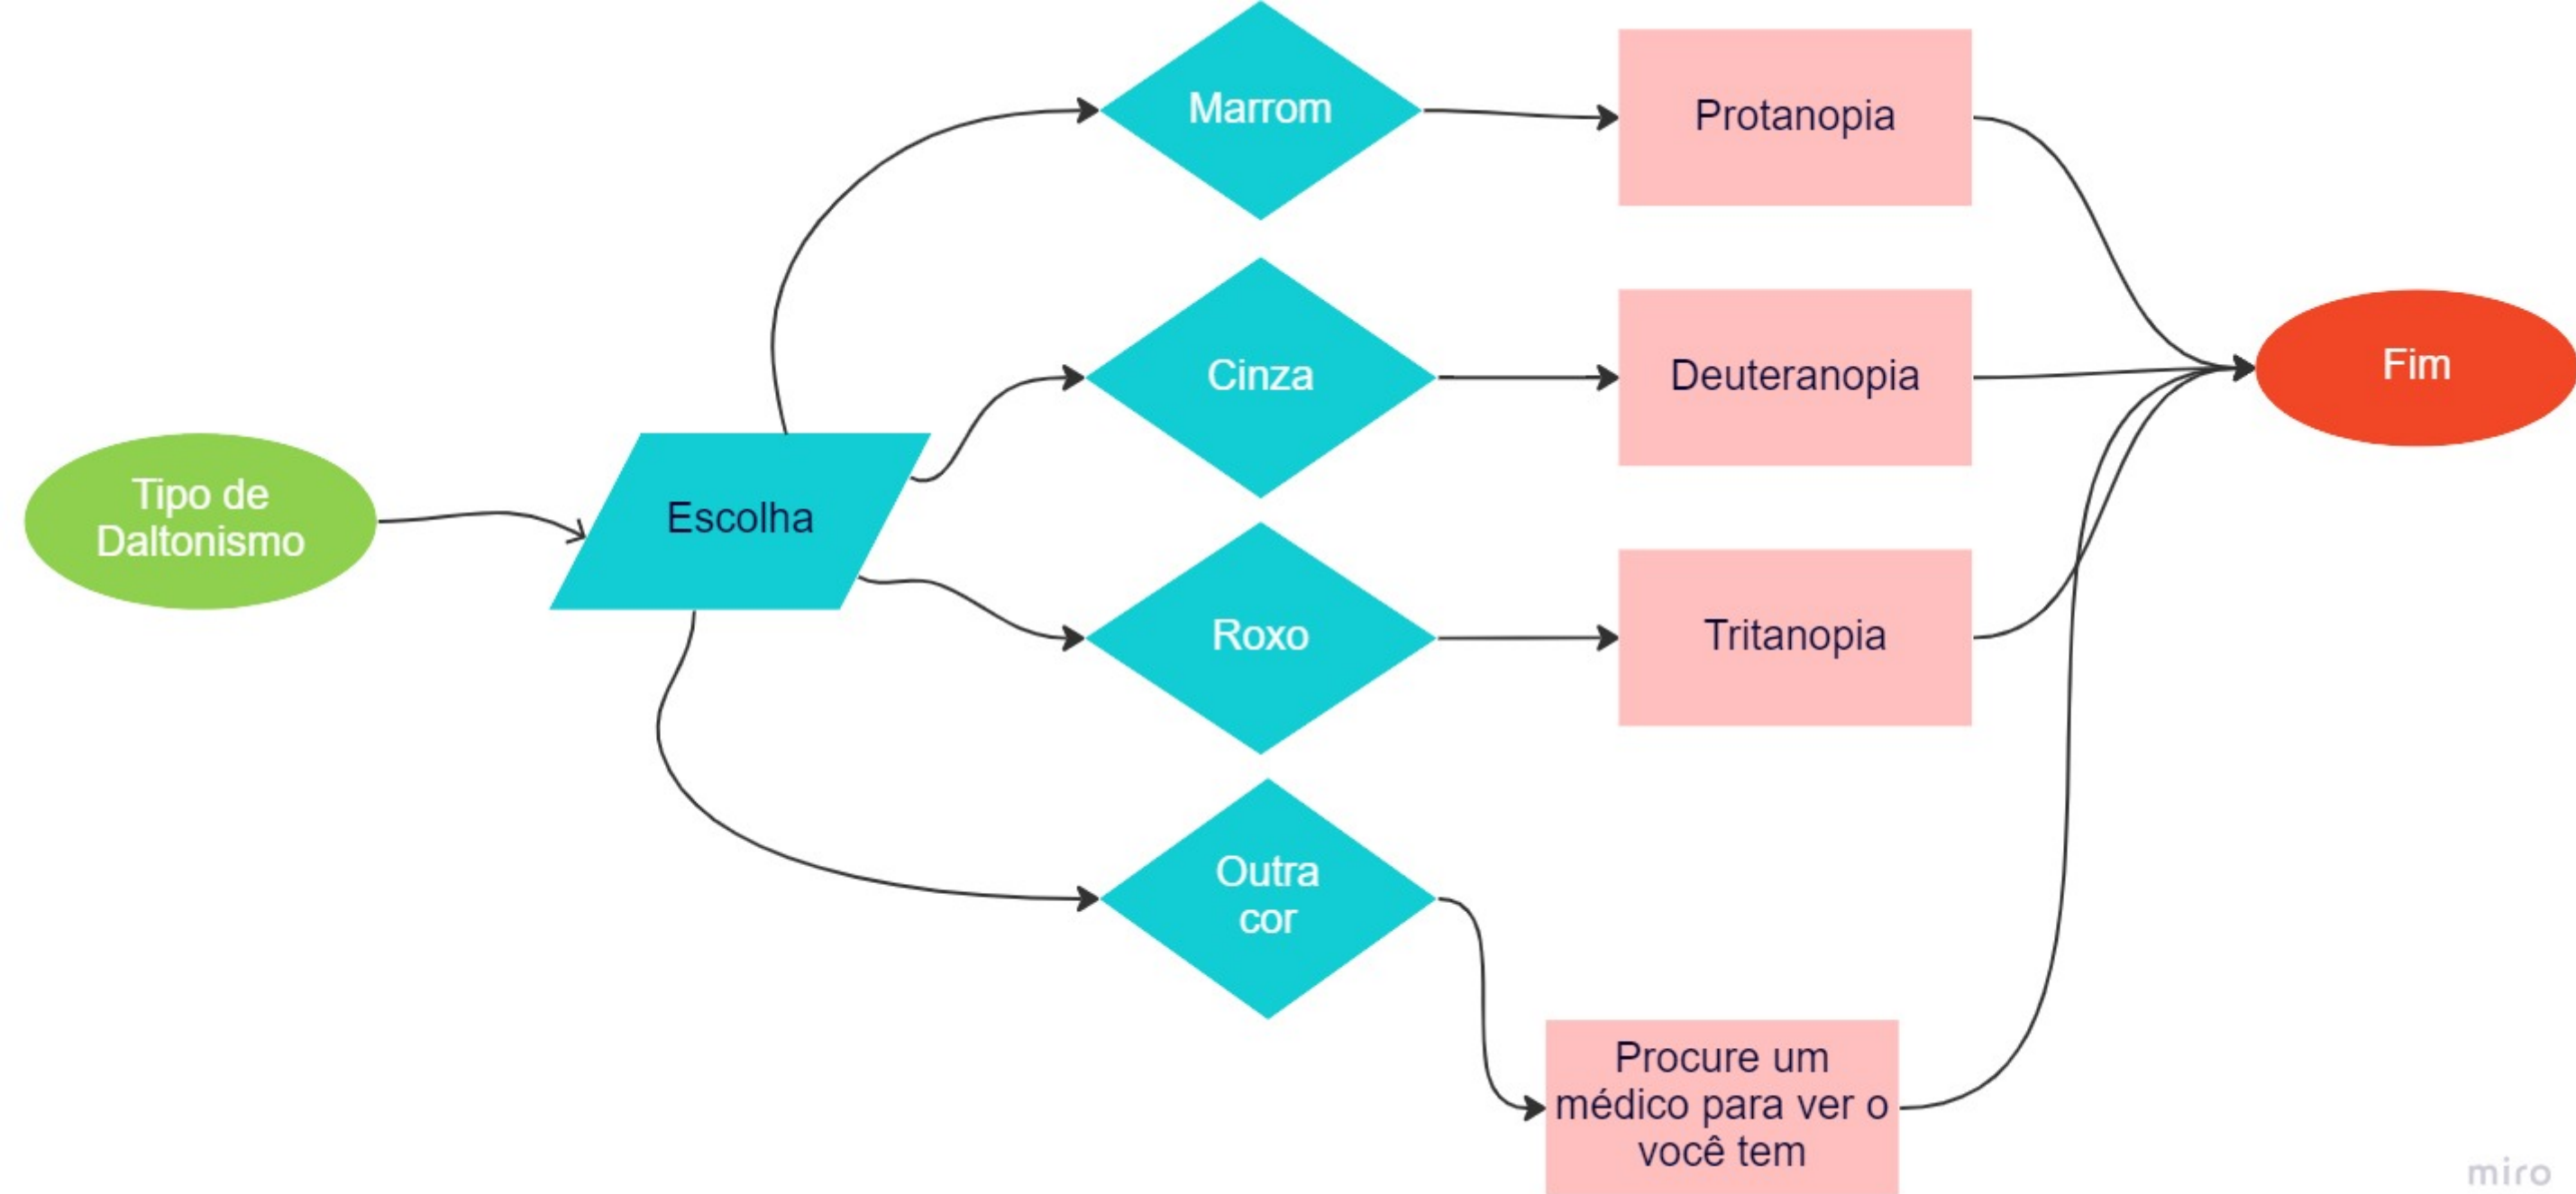 Marrom
Protanopia
Cinza
Deuteranopia
Fim
Tipo de
Daltonismo
Escolha
Roxo
Tritanopia
Outra
cor
Procure um
médico para ver o
você tem
miro